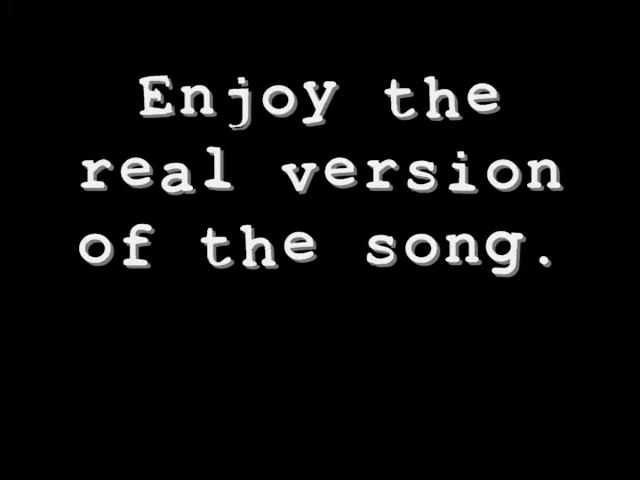 Enjoy the
real version
of the song.